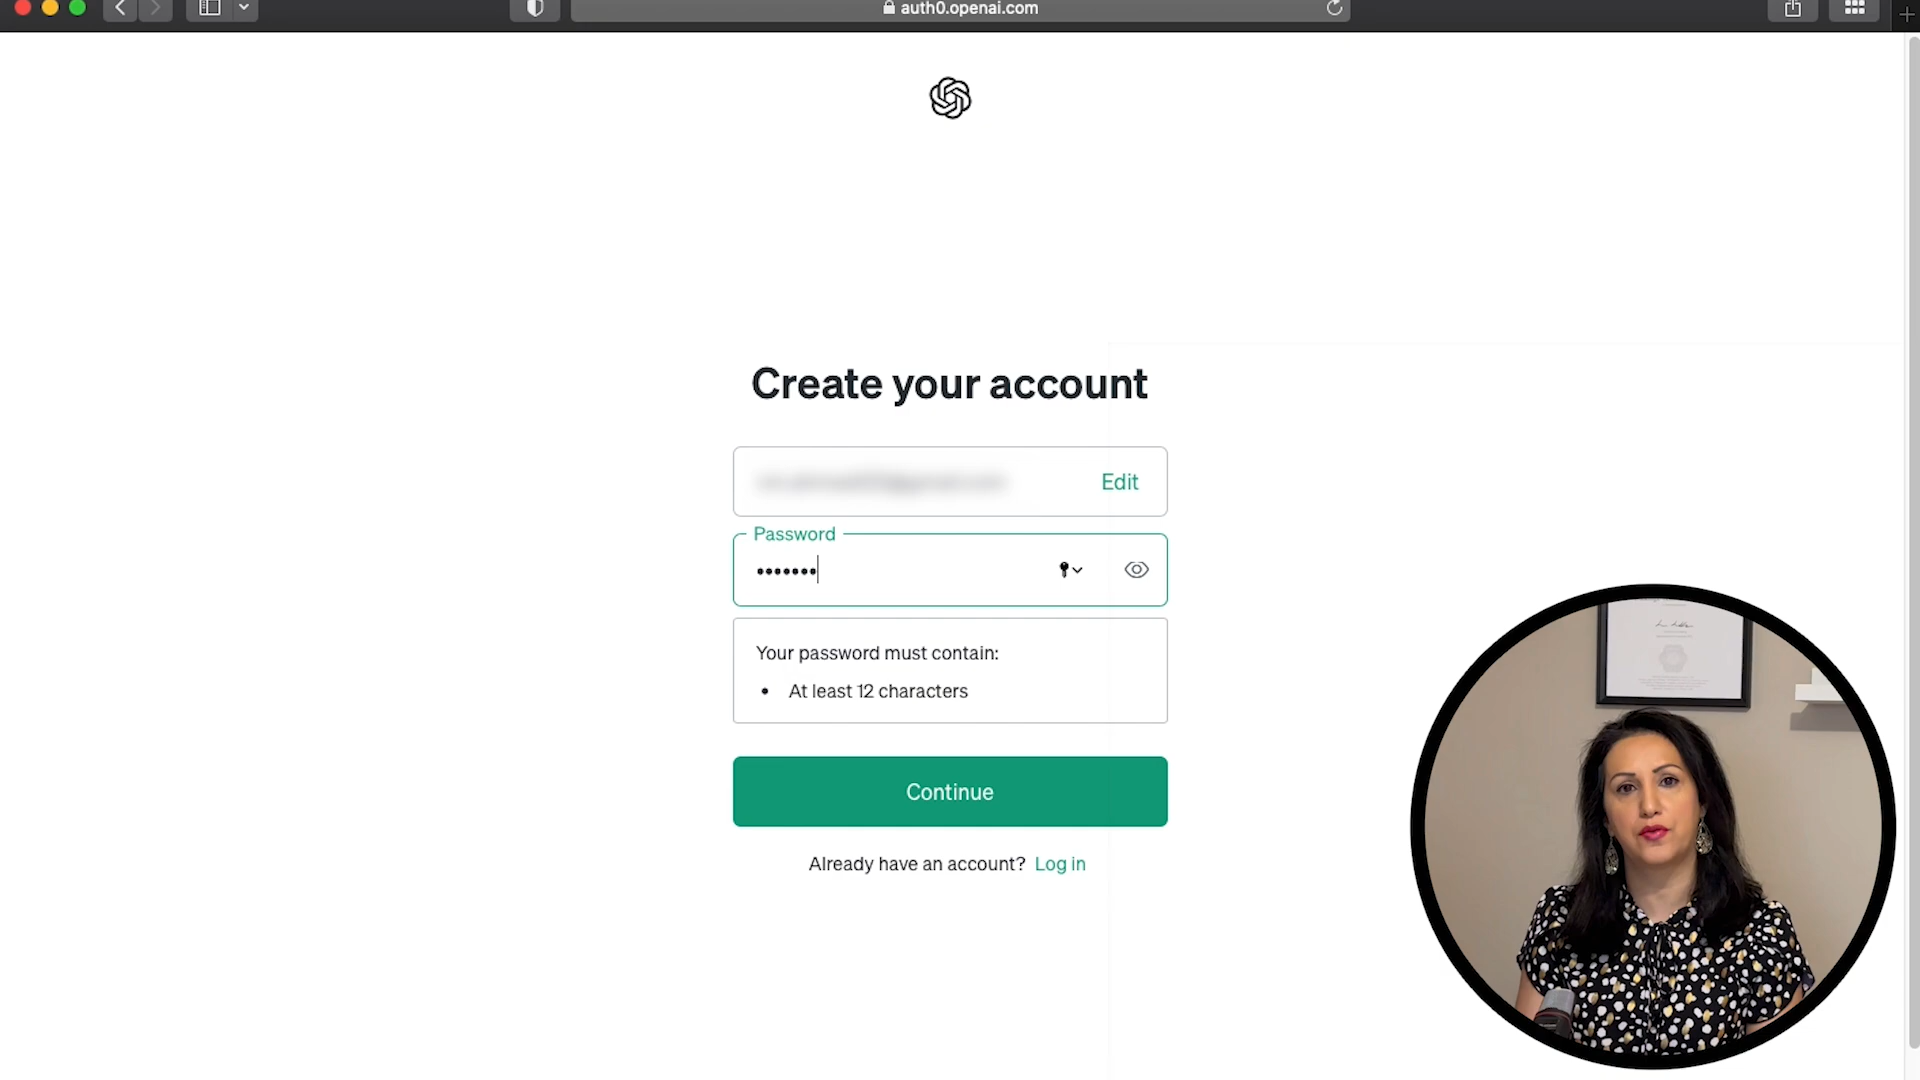 auth0.openai.com
Create your account
Edit
Password
•••••••
Your password must contain:
• At least 12 characters
Continue
Already have an account? Log in